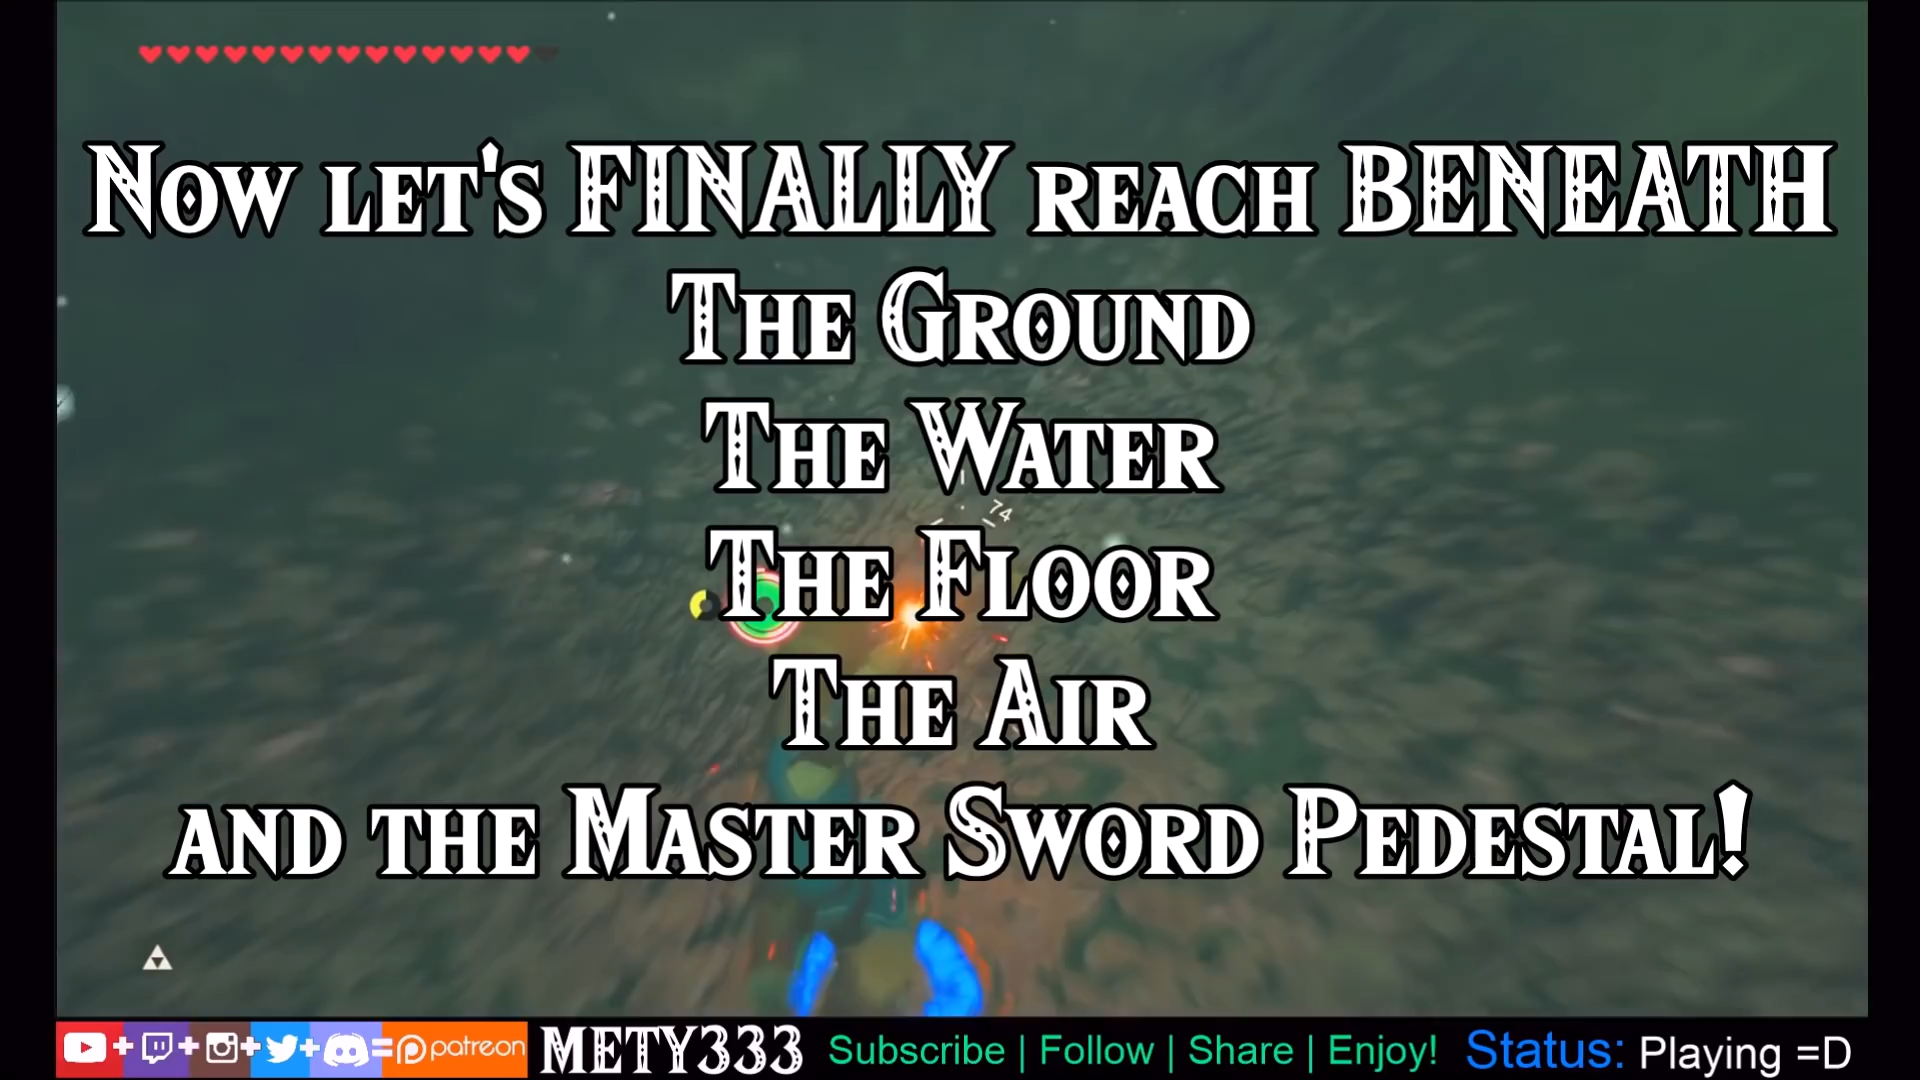 Now let's FINALLY reach BENEATH
The Ground
The Water
74
The Floor
The Air
and the Master Sword Pedestal!
+ + + + = patreon METY333 Subscribe | Follow | Share | Enjoy! Status: Playing =D